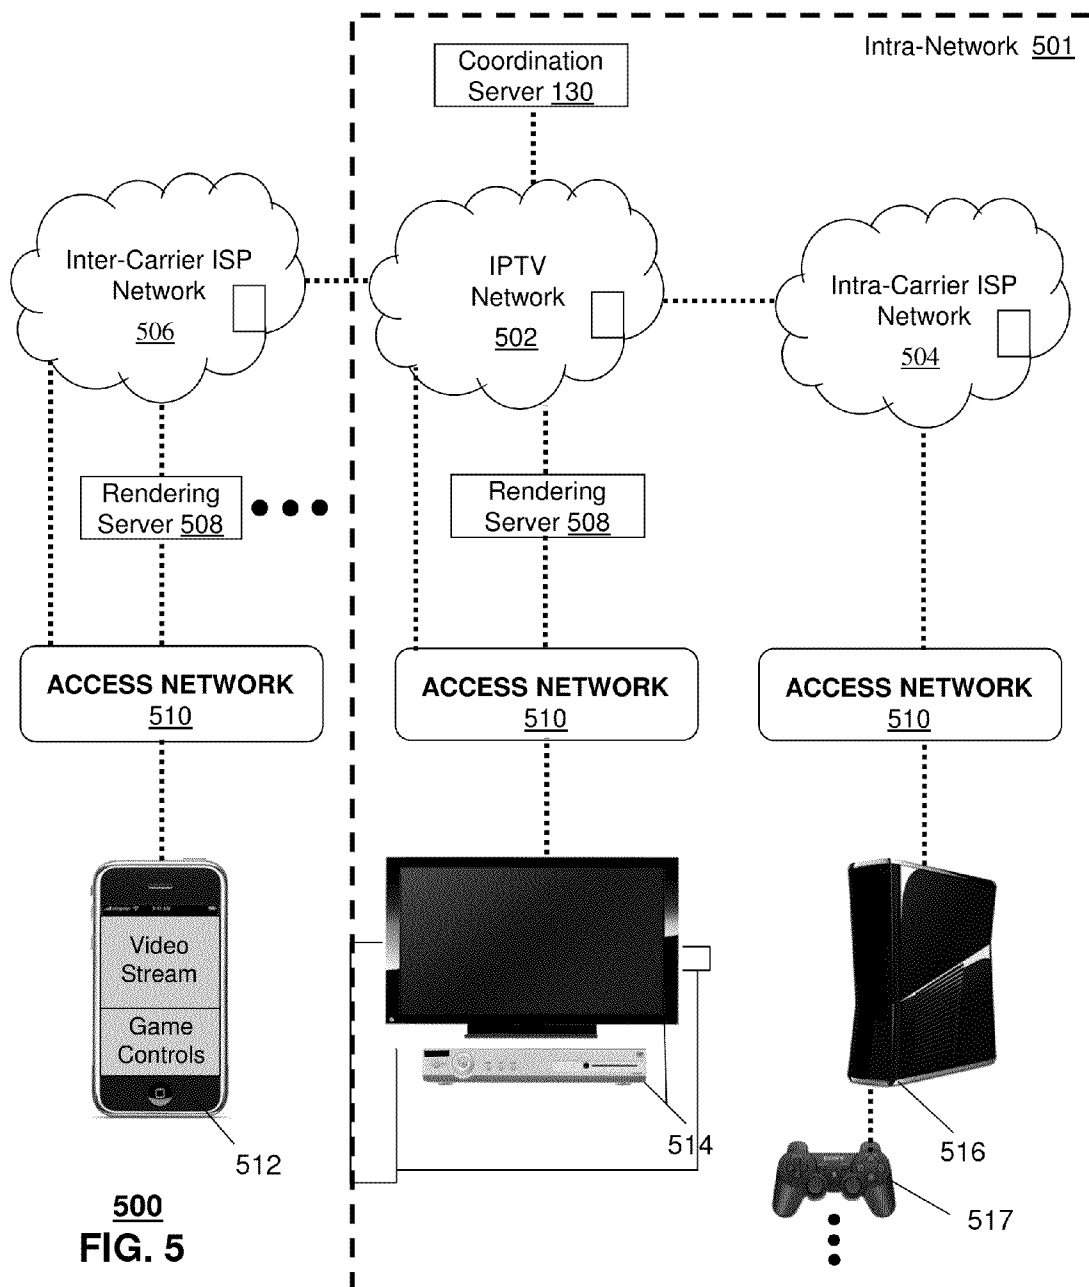 Intra-Network 501
Coordination
Server 130
Inter-Carrier ISP
Network
506
IPTV
Network
502
Intra-Carrier ISP
Network
504
Rendering
Server 508
Rendering
Server 508
ACCESS NETWORK
510
ACCESS NETWORK
510
ACCESS NETWORK
510
Video
Stream
Game
Controls
512
514
516
517
500
FIG. 5